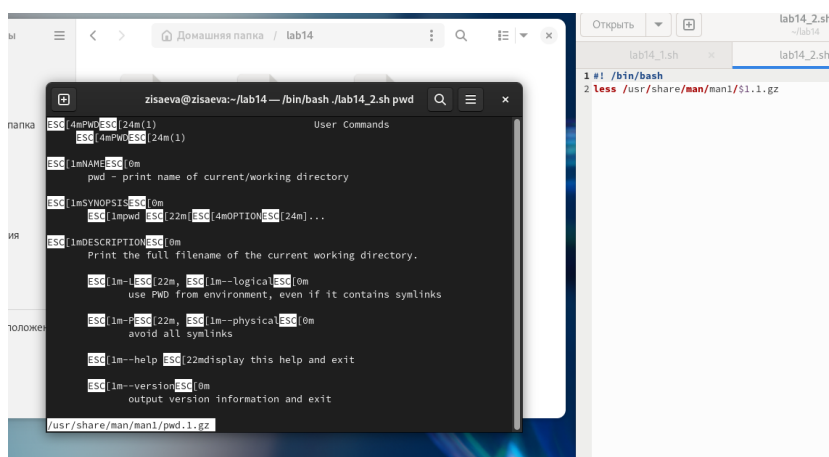 ы
Домашняя папка / lab14
Открыть
lab14_2.sh
~/lab14
lab14_1.sh
lab14_2.sh
1 #! /bin/bash
2 less /usr/share/man/man1/$1.1.gz
zisaeva@zisaeva:~/lab14 — /bin/bash ./lab14_2.sh pwd
папка
ия
положен
ESC[4mPWDESC[24m(1) User Commands
ESC[4mPWDESC[24m(1)
ESC[1mNAMEESC[0m
pwd - print name of current/working directory
ESC[1mSYNOPSISESC[0m
ESC[1mpwd ESC[22m[ESC[4mOPTIONESC[24m]...
ESC[1mDESCRIPTIONESC[0m
Print the full filename of the current working directory.
ESC[1m-LESC[22m, ESC[1m--logicalESC[0m
use PWD from environment, even if it contains symlinks
ESC[1m-PESC[22m, ESC[1m--physicalESC[0m
avoid all symlinks
ESC[1m--help ESC[22mdisplay this help and exit
ESC[1m--versionESC[0m
output version information and exit
/usr/share/man/man1/pwd.1.gz